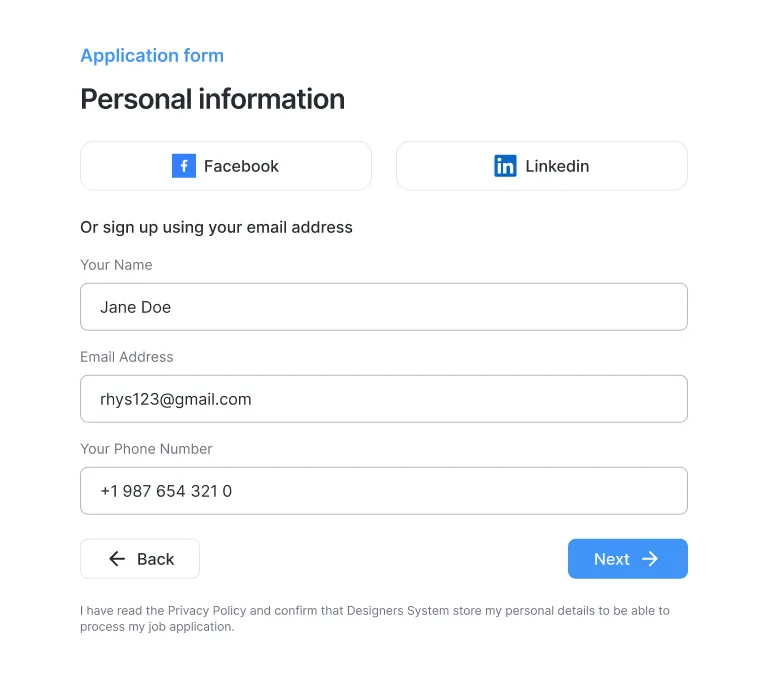 Application form
Personal information
Facebook
Linkedin
Or sign up using your email address
Your Name
Jane Doe
Email Address
rhys123@gmail.com
Your Phone Number
+1 987 654 321 0
Back
Next
I have read the Privacy Policy and confirm that Designers System store my personal details to be able to
process my job application.